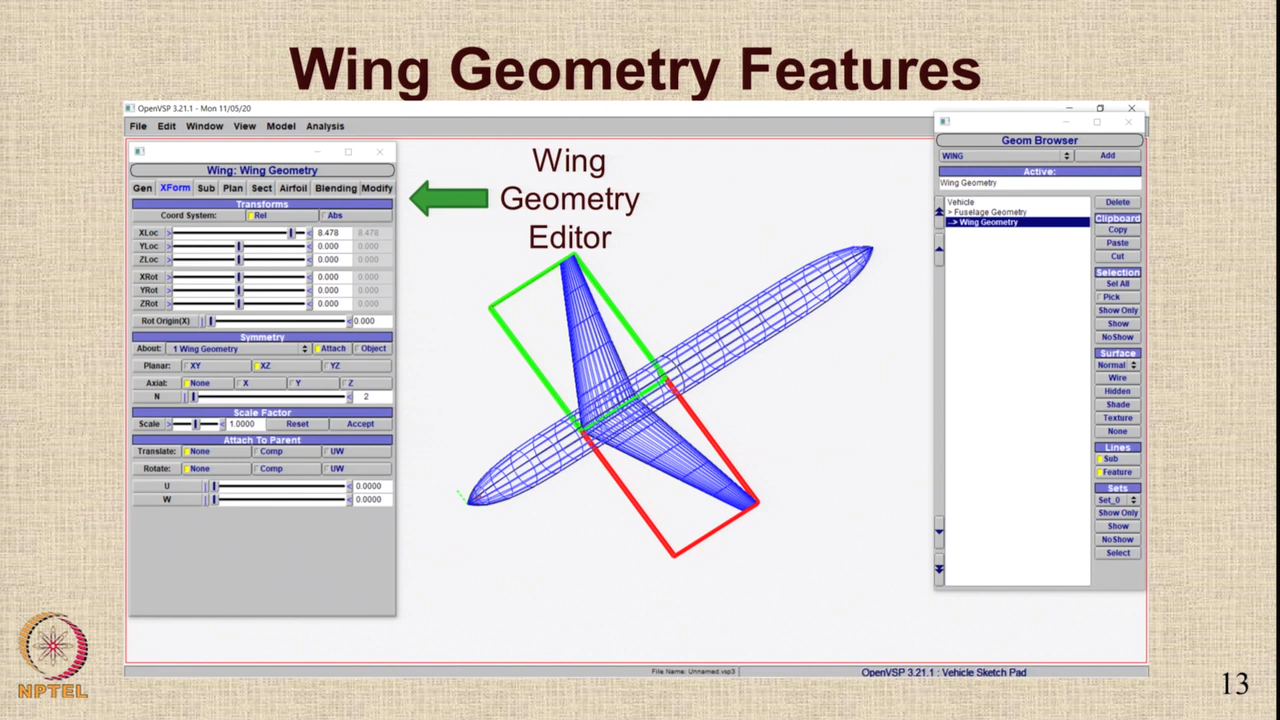 Wing Geometry Features
OpenVSP 3.21.1 - Mon 11/05/20
File Edit Window View Model Analysis
Wing: Wing Geometry
Gen XForm Sub Plan Sect Airfoil Blending Modify
Transforms
Coord System: Rel Abs
XLoc > < 8.478 8.478
YLoc > < 0.000 0.000
ZLoc > < 0.000 0.000
XRot > < 0.000 0.000
YRot > < 0.000 0.000
ZRot > < 0.000 0.000
Rot Origin(X) < 0.000
Symmetry
About: 1 Wing Geometry Attach Object
Planar: XY XZ YZ
Axial: None X Y Z
N < 2
Scale Factor
Scale > < 1.0000 Reset Accept
Attach To Parent
Translate: None Comp UW
Rotate: None Comp UW
U < 0.0000
W < 0.0000
Wing
Geometry
Editor
Geom Browser
WING Add
Active:
Wing Geometry
Vehicle
> Fuselage Geometry
--> Wing Geometry
Delete
Clipboard
Copy
Paste
Cut
Selection
Sel All
Pick
Show Only
Show
NoShow
Surface
Normal
Wire
Hidden
Shade
Texture
None
Lines
Sub
Feature
Sets
Set_0
Show Only
Show
NoShow
Select
File Name: Unnamed.vsp3
OpenVSP 3.21.1 : Vehicle Sketch Pad
NPTEL
13